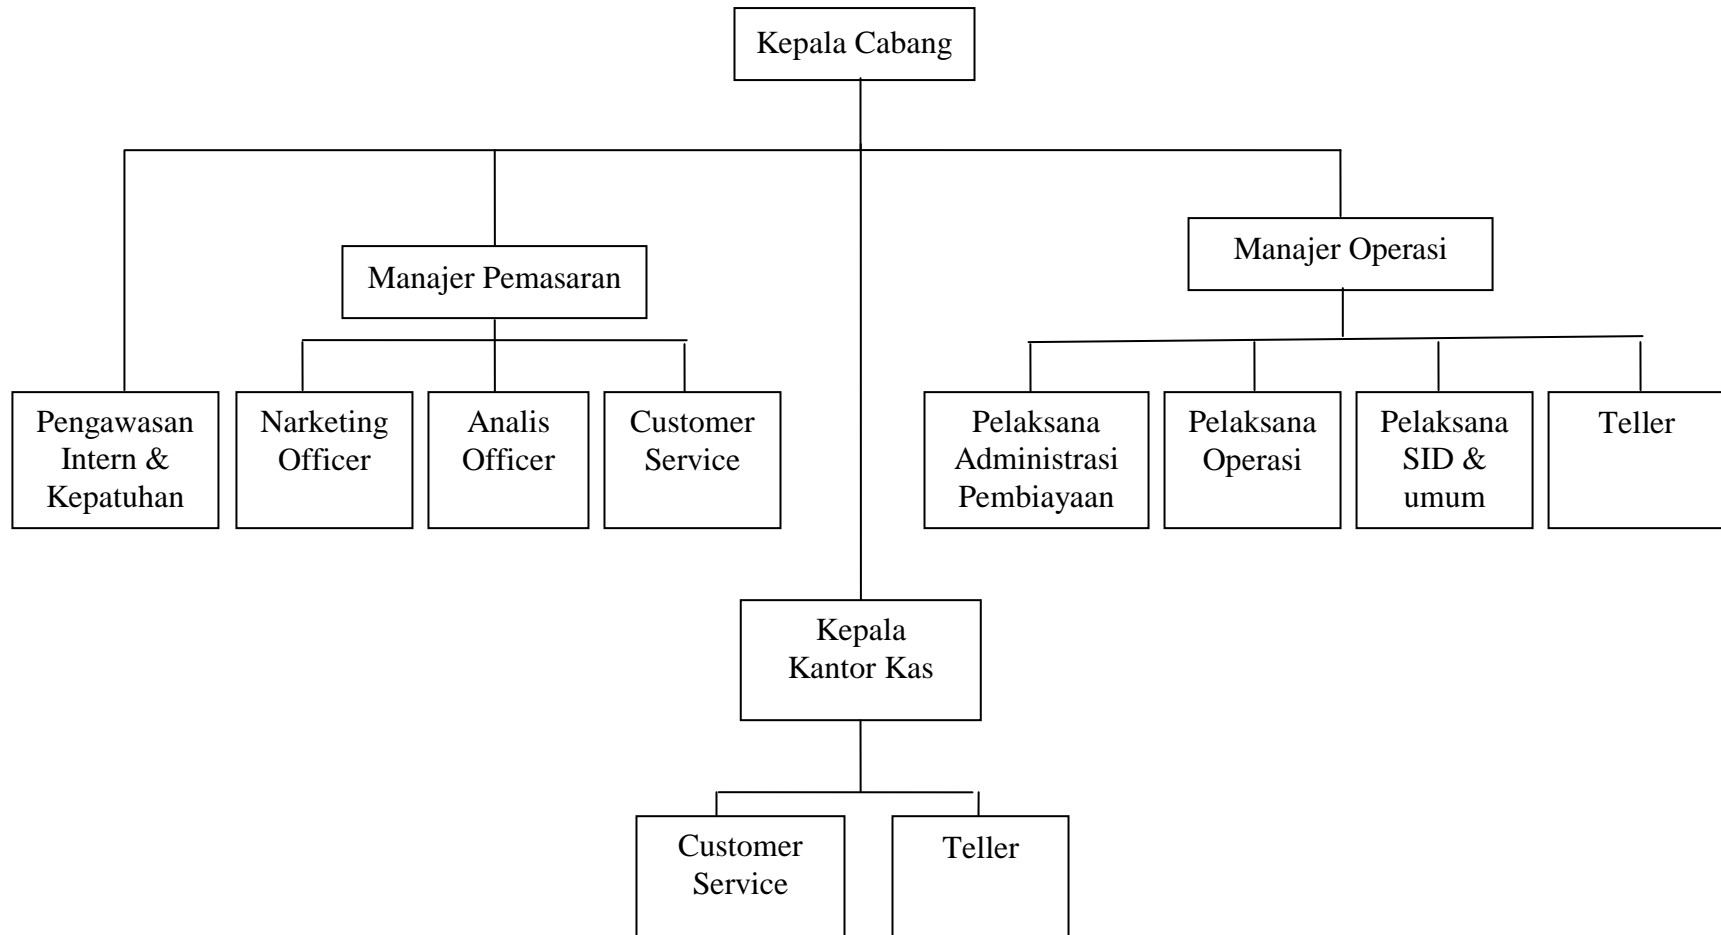 Kepala Cabang
Manajer Operasi
Manajer Pemasaran
Pengawasan
Intern &
Kepatuhan
Narketing
Officer
Analis
Officer
Customer
Service
Pelaksana
Administrasi
Pembiayaan
Pelaksana
Operasi
Pelaksana
SID &
umum
Teller
Kepala
Kantor Kas
Customer
Service
Teller